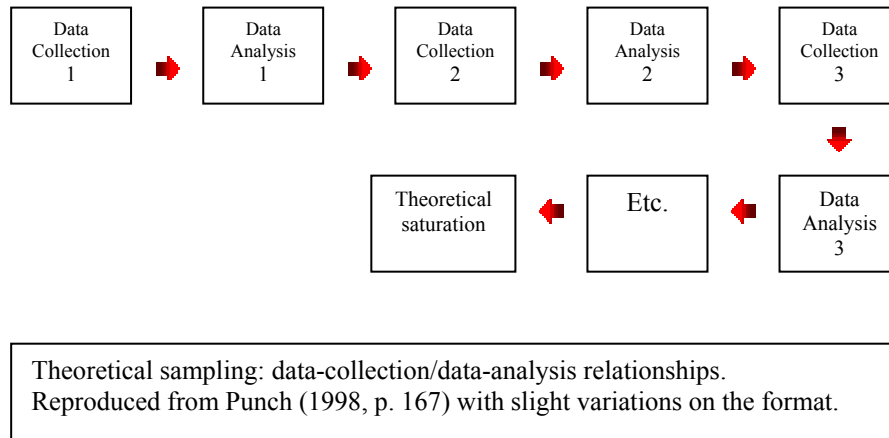 Data
Collection
1
Data
Analysis
1
Data
Collection
2
Data
Analysis
2
Data
Collection
3
Data
Analysis
3
Etc.
Theoretical
saturation
Theoretical sampling: data-collection/data-analysis relationships.
Reproduced from Punch (1998, p. 167) with slight variations on the format.